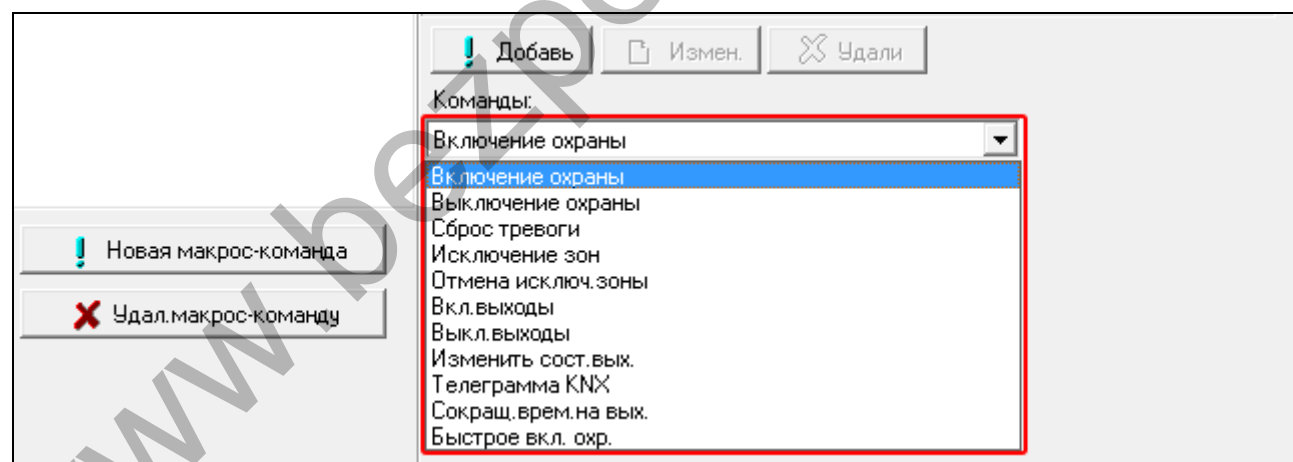 Добавь Измен. Удали
Команды:
Включение охраны
Включение охраны
Выключение охраны
Сброс тревоги
Исключение зон
Отмена исключ.зоны
Вкл.выходы
Выкл.выходы
Изменить сост.вых.
Телеграмма KNX
Сокращ.врем.на вых.
Быстрое вкл. охр.
Новая макрос-команда
Удал.макрос-команду
www.bezpe